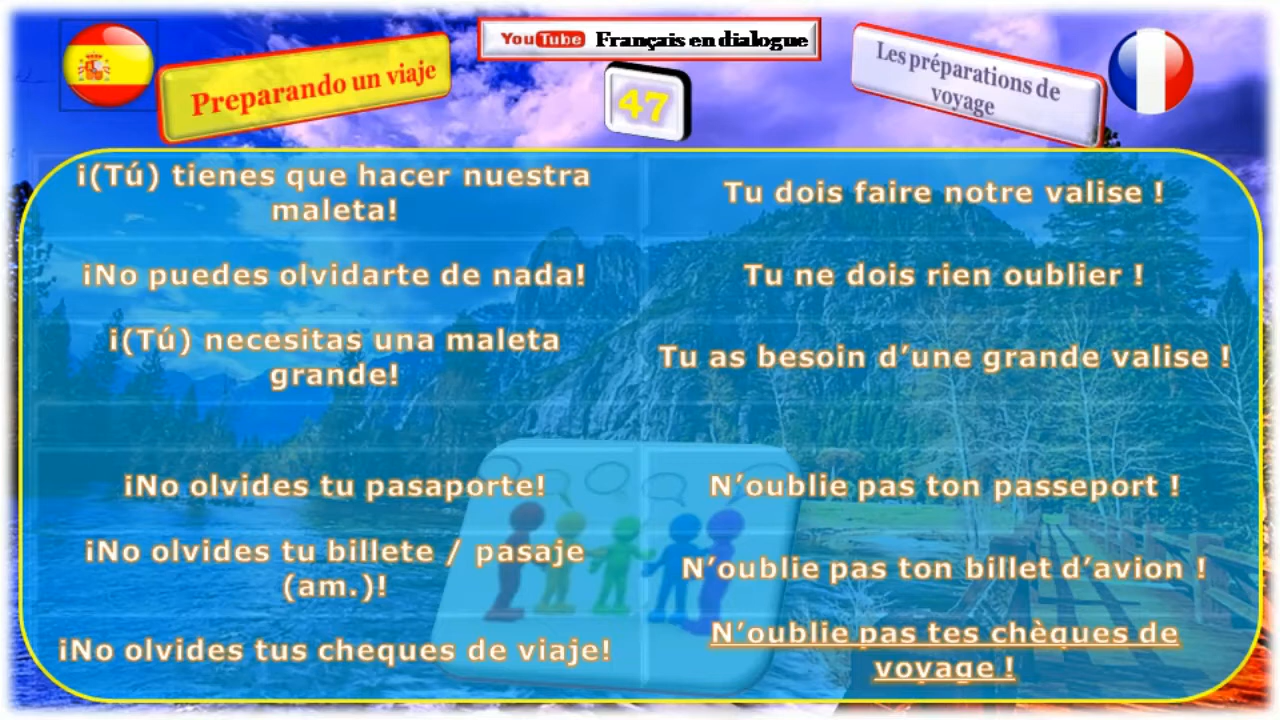 YouTube Français en dialogue
Preparando un viaje
47
Les préparations de
voyage
¡(Tú) tienes que hacer nuestra
maleta!
Tu dois faire notre valise !
¡No puedes olvidarte de nada!
Tu ne dois rien oublier !
¡(Tú) necesitas una maleta
grande!
Tu as besoin d’une grande valise !
¡No olvides tu pasaporte!
N’oublie pas ton passeport !
¡No olvides tu billete / pasaje
(am.)!
N’oublie pas ton billet d’avion !
¡No olvides tus cheques de viaje!
N’oublie pas tes chèques de
voyage !